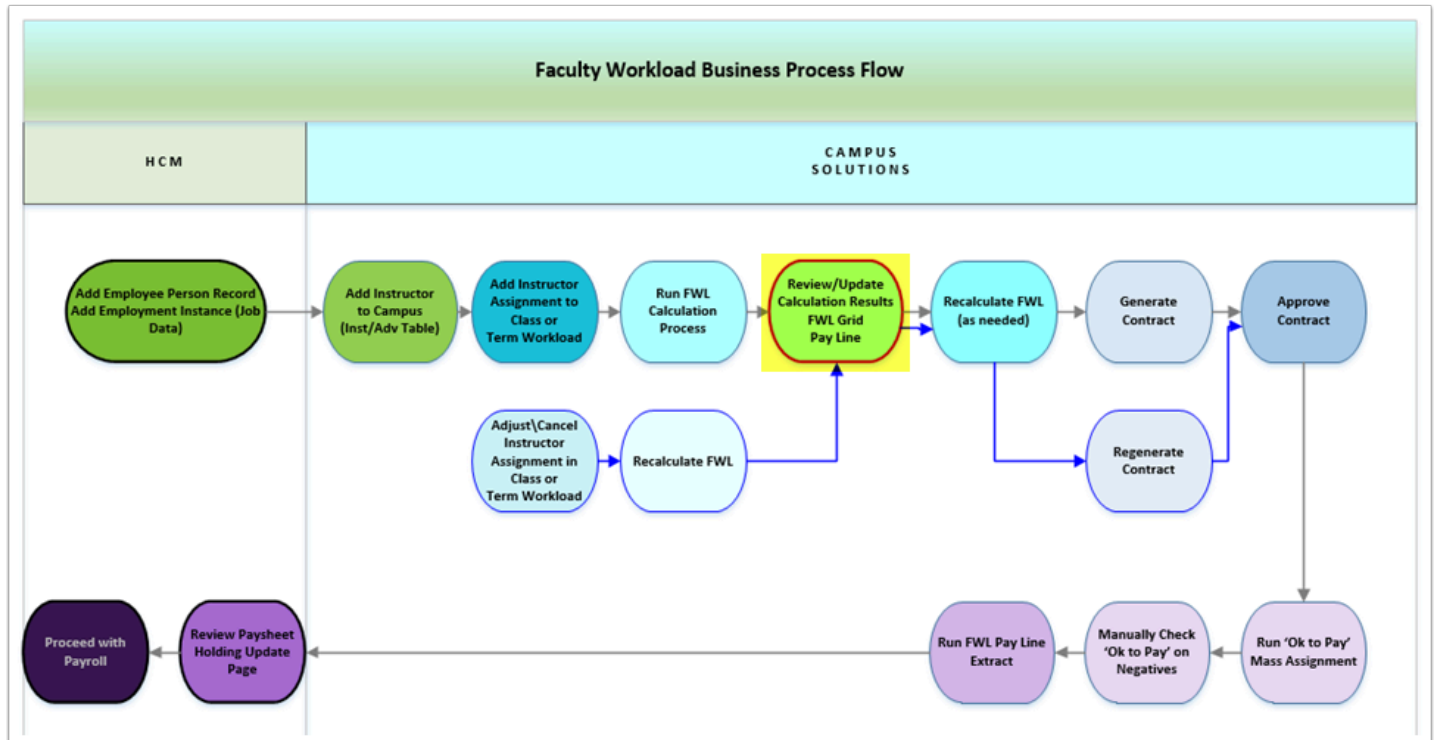 Faculty Workload Business Process Flow
HCM
CAMPUS
SOLUTIONS
Add Employee Person Record
Add Employment Instance (Job
Data)
Add Instructor
to Campus
(Inst/Adv Table)
Add Instructor
Assignment to
Class or
Term Workload
Run FWL
Calculation
Process
Review/Update
Calculation Results
FWL Grid
Pay Line
Recalculate FWL
(as needed)
Generate
Contract
Approve
Contract
Adjust\Cancel
Instructor
Assignment in
Class or
Term Workload
Recalculate FWL
Regenerate
Contract
Proceed with
Payroll
Review Paysheet
Holding Update
Page
Run FWL Pay Line
Extract
Manually Check
‘Ok to Pay’ on
Negatives
Run ‘Ok to Pay’
Mass Assignment